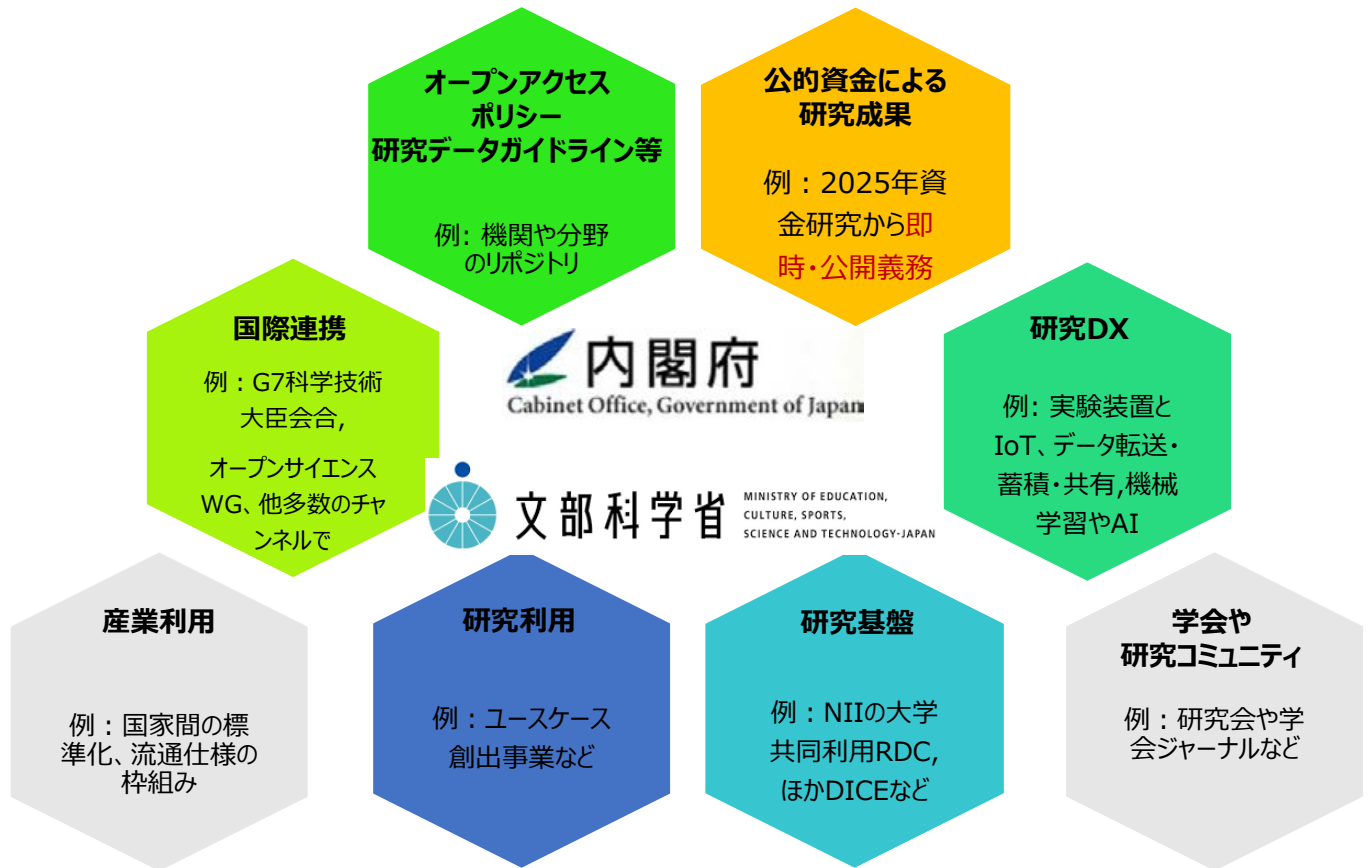 オープンアクセス
ポリシー
研究データガイドライン等
例: 機関や分野
のリポジトリ
公的資金による
研究成果
例：2025年資
金研究から即
時・公開義務
国際連携
例：G7科学技術
大臣会合,
オープンサイエンス
WG、他多数のチャ
ンネルで
内閣府
Cabinet Office, Government of Japan
文部科学省
MINISTRY OF EDUCATION,
CULTURE, SPORTS,
SCIENCE AND TECHNOLOGY-JAPAN
研究DX
例: 実験装置と
IoT、データ転送・
蓄積・共有,機械
学習やAI
産業利用
例：国家間の標
準化、流通仕様の
枠組み
研究利用
例：ユースケース
創出事業など
研究基盤
例：NIIの大学
共同利用RDC,
ほかDICEなど
学会や
研究コミュニティ
例：研究会や学
会ジャーナルなど